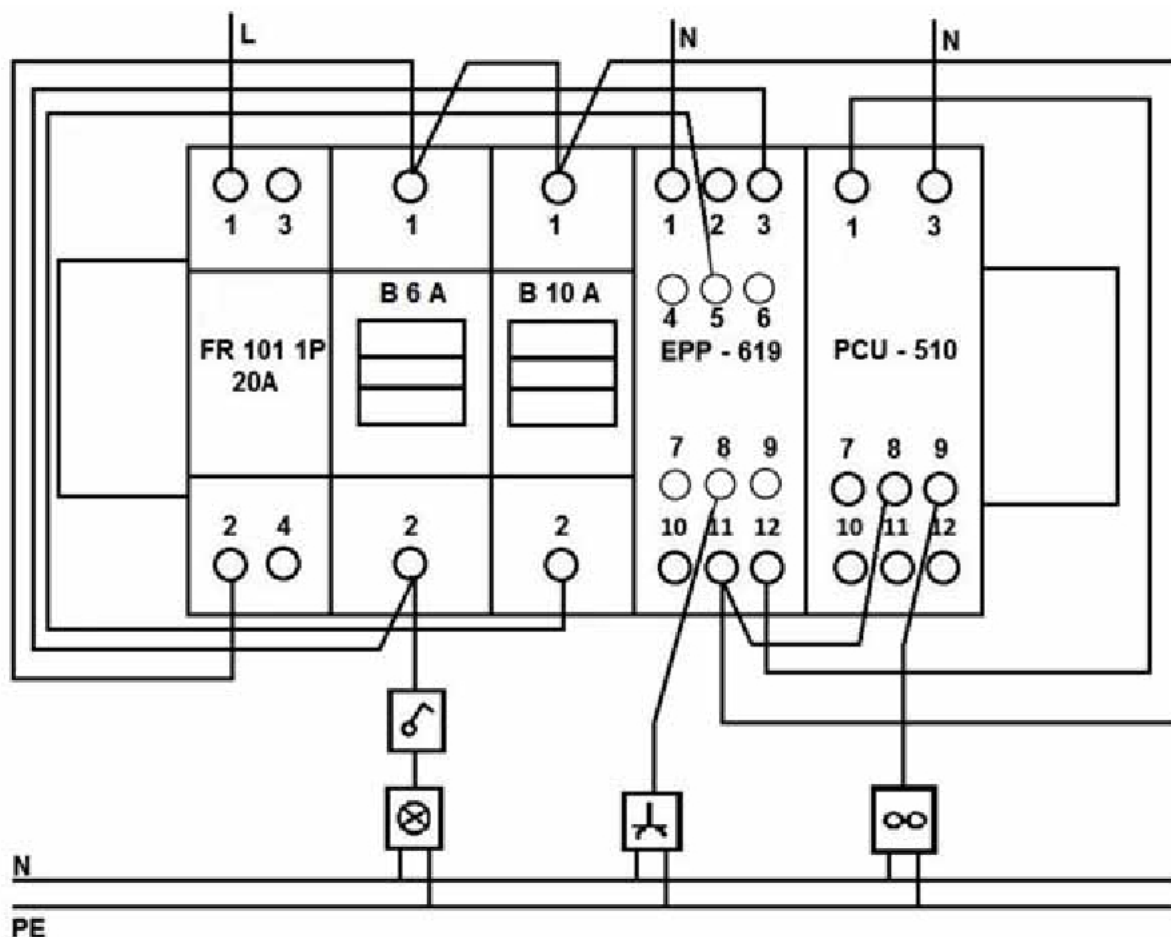 L N N
1 3 1 1 1 2 3 1 3
4 5 6
B 6 A B 10 A
FR 101 1P EPP - 619 PCU - 510
20A
7 8 9 7 8 9
2 4 2 2 10 11 12 10 11 12
N
PE